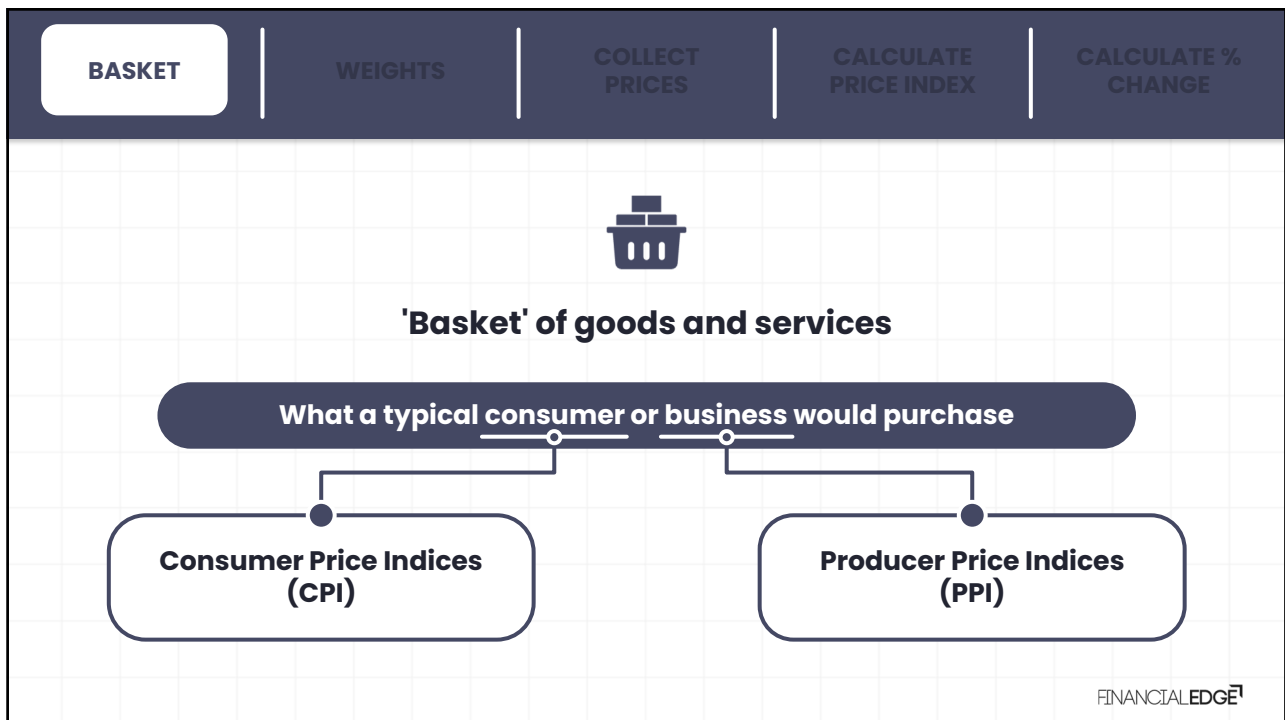 BASKET
WEIGHTS
COLLECT
PRICES
CALCULATE
PRICE INDEX
CALCULATE %
CHANGE
'Basket' of goods and services
What a typical consumer or business would purchase
Consumer Price Indices
(CPI)
Producer Price Indices
(PPI)
FINANCIALEDGE